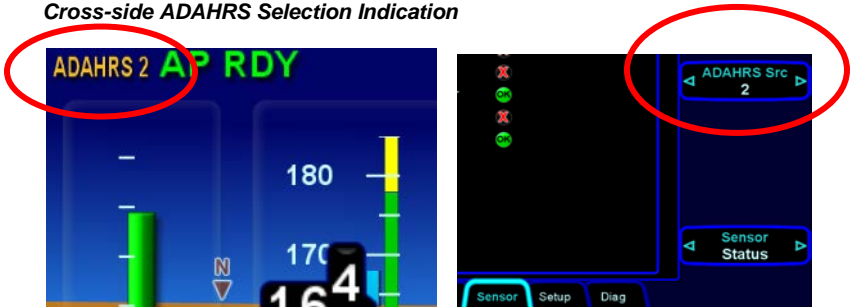 Cross-side ADAHRS Selection Indication
ADAHRS 2 AP RDY
180
170
164
N
ADAHRS Src
2
Sensor
Status
Sensor Setup Diag
OK
OK